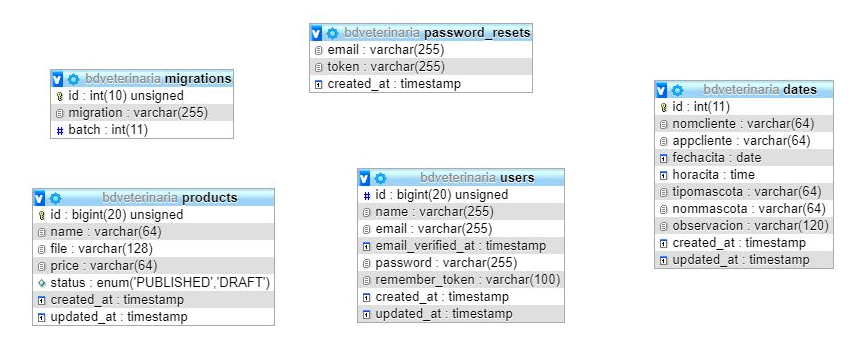 bdveterinaria password_resets
email : varchar(255)
token : varchar(255)
created_at : timestamp
bdveterinaria migrations
id : int(10) unsigned
migration : varchar(255)
batch : int(11)
bdveterinaria dates
id : int(11)
nomcliente : varchar(64)
appcliente : varchar(64)
fechacita : date
horacita : time
tipomascota : varchar(64)
nommascota : varchar(64)
observacion : varchar(120)
created_at : timestamp
updated_at : timestamp
bdveterinaria users
id : bigint(20) unsigned
name : varchar(255)
email : varchar(255)
email_verified_at : timestamp
password : varchar(255)
remember_token : varchar(100)
created_at : timestamp
updated_at : timestamp
bdveterinaria products
id : bigint(20) unsigned
name : varchar(64)
file : varchar(128)
price : varchar(64)
status : enum('PUBLISHED','DRAFT')
created_at : timestamp
updated_at : timestamp